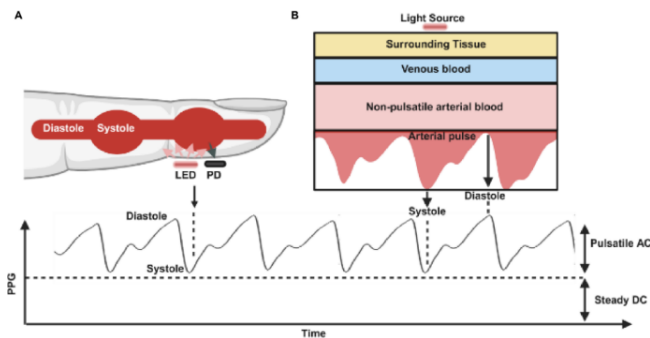 A
Diastole Systole
LED PD
B
Light Source
Surrounding Tissue
Venous blood
Non-pulsatile arterial blood
Arterial pulse
Systole
Diastole
Diastole
Systole
Pulsatile AC
Steady DC
PPG
Time